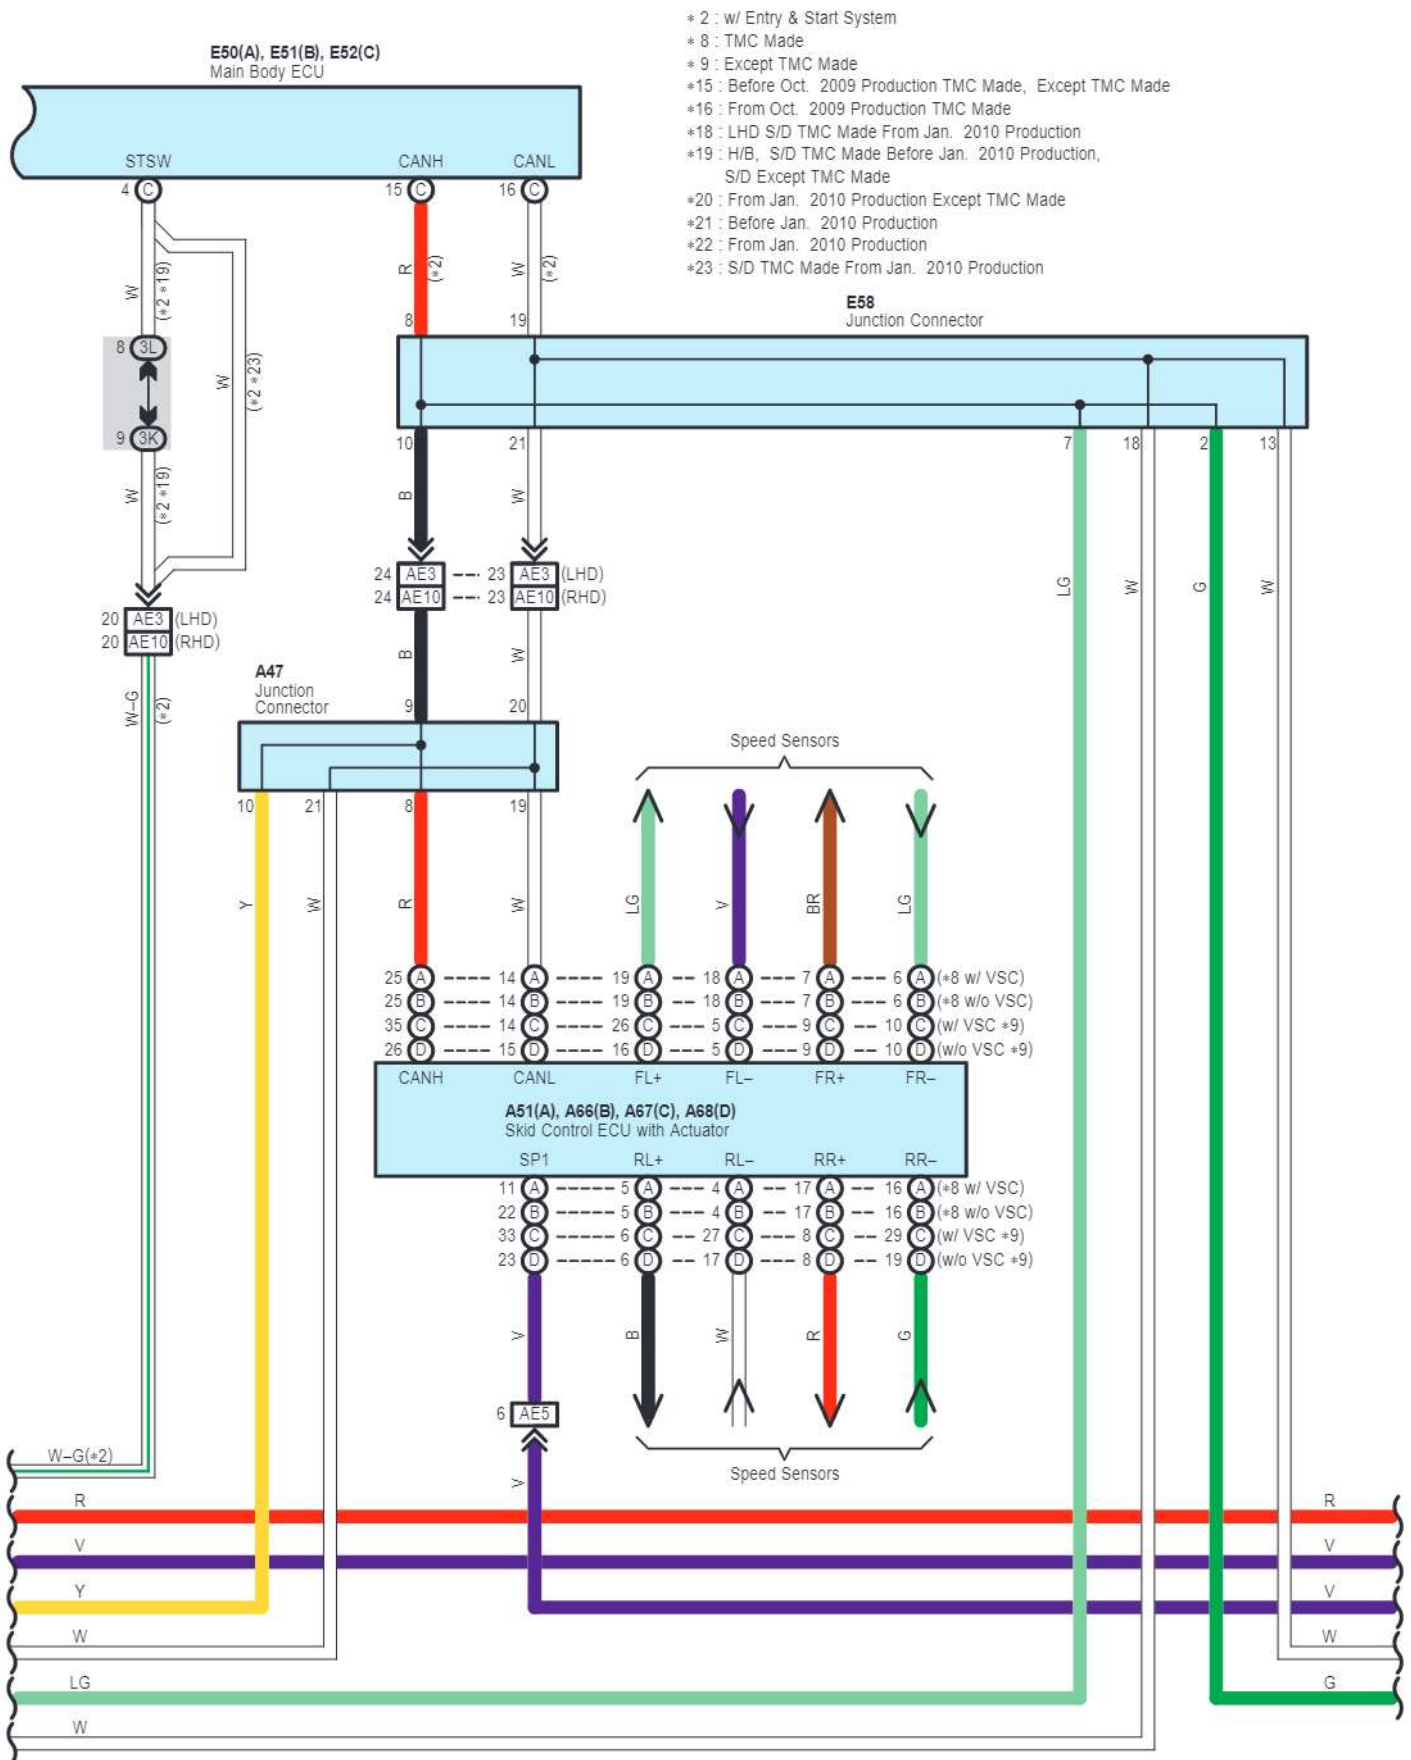 ∗ 2 : w/ Entry & Start System
∗ 8 : TMC Made
∗ 9 : Except TMC Made
∗15 : Before Oct. 2009 Production TMC Made, Except TMC Made
∗16 : From Oct. 2009 Production TMC Made
∗18 : LHD S/D TMC Made From Jan. 2010 Production
∗19 : H/B, S/D TMC Made Before Jan. 2010 Production,
S/D Except TMC Made
∗20 : From Jan. 2010 Production Except TMC Made
∗21 : Before Jan. 2010 Production
∗22 : From Jan. 2010 Production
∗23 : S/D TMC Made From Jan. 2010 Production
E50(A), E51(B), E52(C)
Main Body ECU
STSW CANH CANL
4 C 15 C 16 C
W (∗2 ∗19) R (∗2) W (∗2)
E58
Junction Connector
8 19
8 3L
W (∗2 ∗23)
9 3K
10 21 7 18 2 13
W (∗2 ∗19) B W
24 AE3 23 AE3 (LHD)
24 AE10 23 AE10 (RHD)
LG W G W
20 AE3 (LHD)
20 AE10 (RHD)
B W
A47
Junction
Connector
W–G (∗2)
9 20
Speed Sensors
10 21 8 19
Y W R W LG V BR LG
25 A 14 A 19 A 18 A 7 A 6 A (∗8 w/ VSC)
25 B 14 B 19 B 18 B 7 B 6 B (∗8 w/o VSC)
35 C 14 C 26 C 5 C 9 C 10 C (w/ VSC ∗9)
26 D 15 D 16 D 5 D 9 D 10 D (w/o VSC ∗9)
CANH CANL FL+ FL– FR+ FR–
A51(A), A66(B), A67(C), A68(D)
Skid Control ECU with Actuator
SP1 RL+ RL– RR+ RR–
11 A 5 A 4 A 17 A 16 A (∗8 w/ VSC)
22 B 5 B 4 B 17 B 16 B (∗8 w/o VSC)
33 C 6 C 27 C 8 C 29 C (w/ VSC ∗9)
23 D 6 D 17 D 8 D 19 D (w/o VSC ∗9)
V B W R G
6 AE5
Speed Sensors
V
W–G(∗2)
R R
V V
Y V
W W
LG G
W